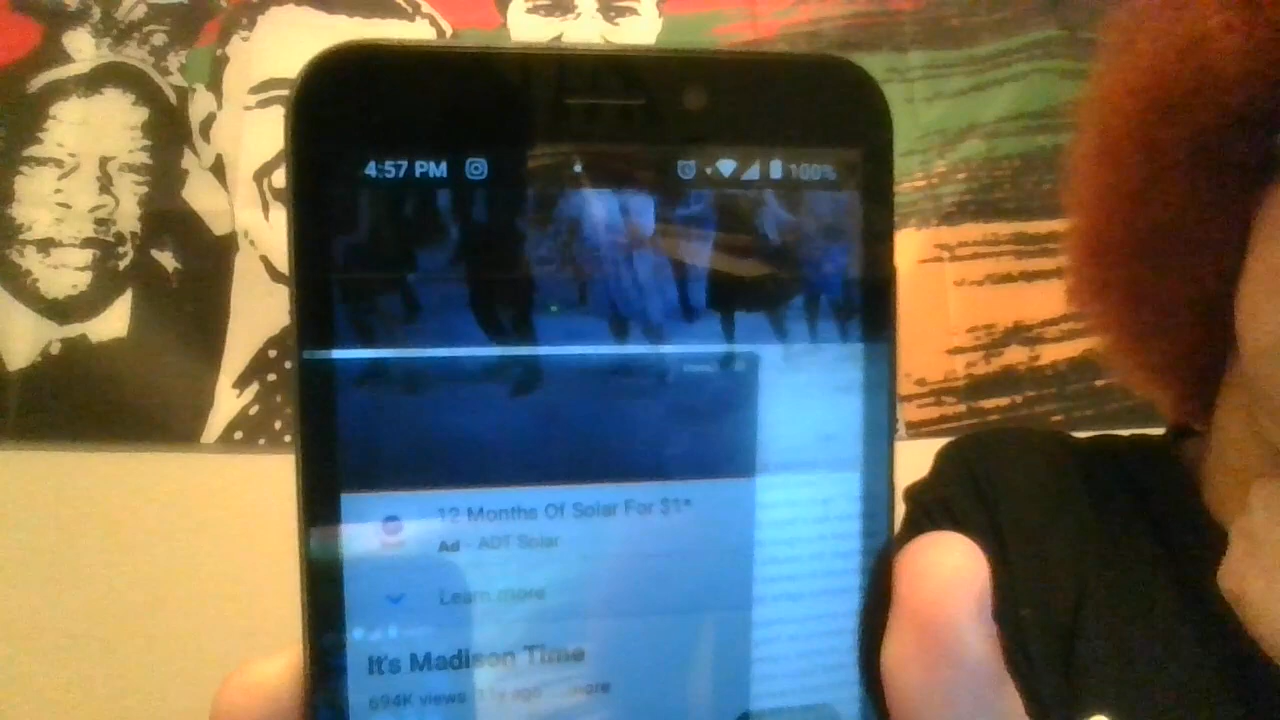 4:57 PM 100%
12 Months Of Solar For $1*
Ad - ADT Solar
Learn more
It's Madison Time
694K views ago ...more